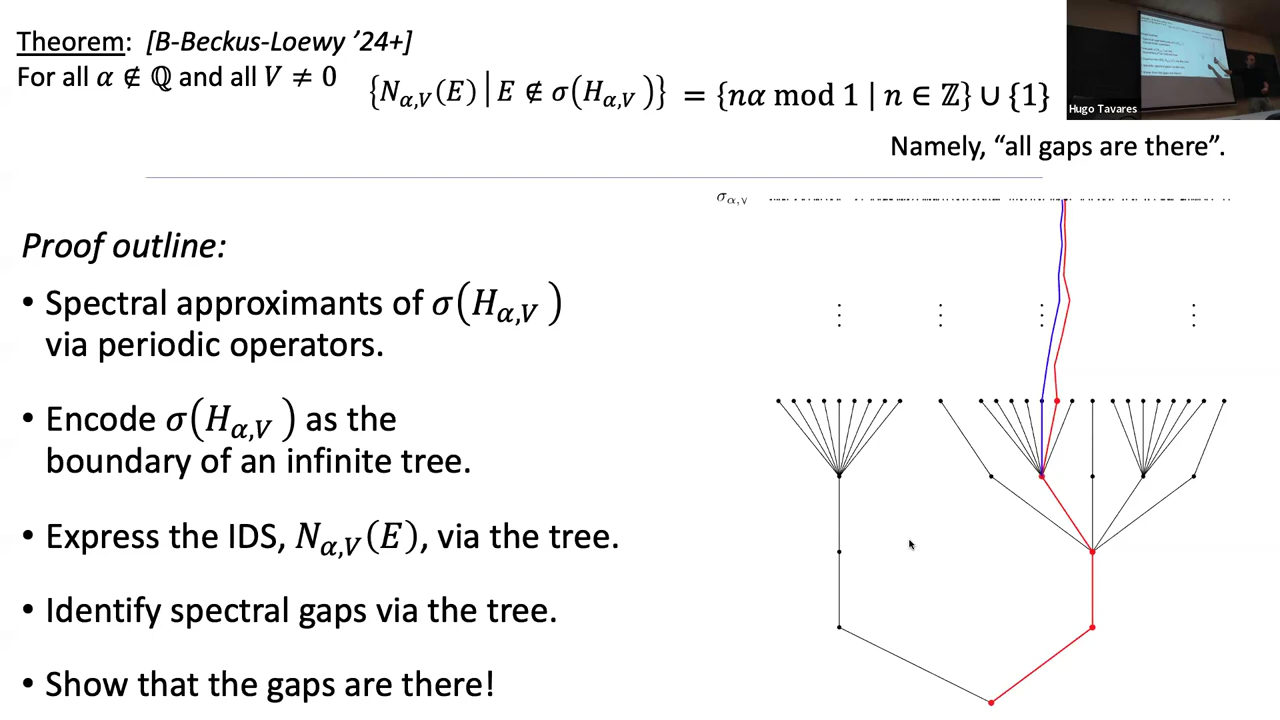 Theorem: [B-Beckus-Loewy ’24+]
For all α ∉ ℚ and all V ≠ 0
{N_{α,V}(E) | E ∉ σ(H_{α,V})} = {nα mod 1 | n ∈ ℤ} ∪ {1}
Hugo Tavares
Namely, “all gaps are there”.
σ_{α,V}
Proof outline:
• Spectral approximants of σ(H_{α,V})
via periodic operators.
• Encode σ(H_{α,V}) as the
boundary of an infinite tree.
• Express the IDS, N_{α,V}(E), via the tree.
• Identify spectral gaps via the tree.
• Show that the gaps are there!